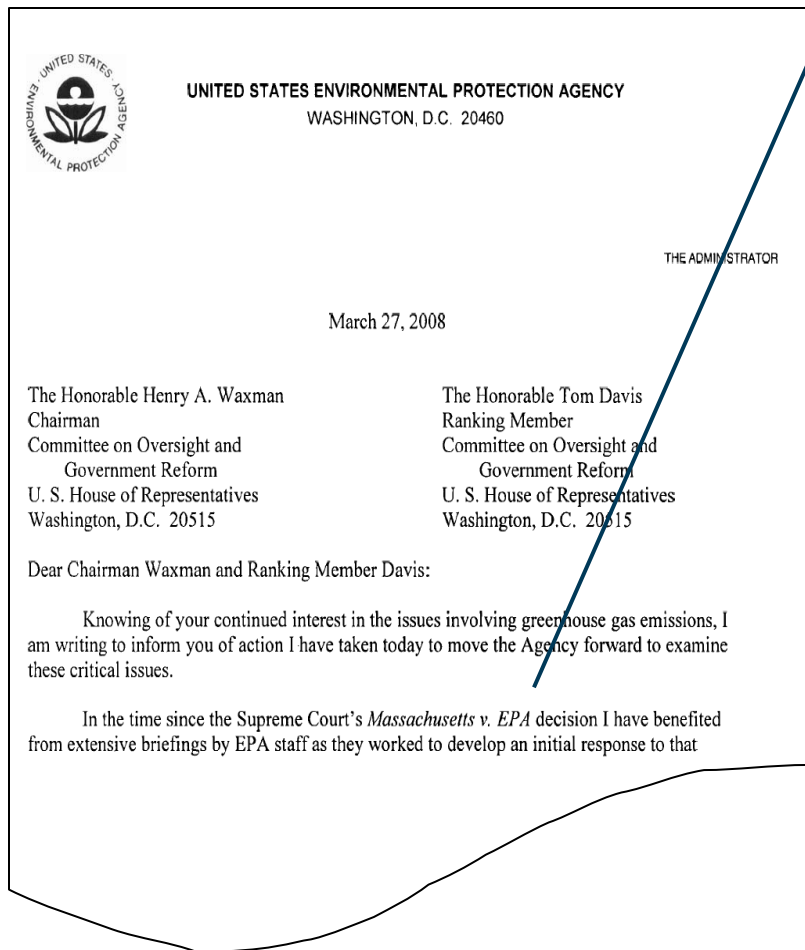 UNITED STATES ENVIRONMENTAL PROTECTION AGENCY
UNITED STATES ENVIRONMENTAL PROTECTION AGENCY
WASHINGTON, D.C. 20460
THE ADMINISTRATOR
March 27, 2008
The Honorable Henry A. Waxman
Chairman
Committee on Oversight and
Government Reform
U. S. House of Representatives
Washington, D.C. 20515
The Honorable Tom Davis
Ranking Member
Committee on Oversight and
Government Reform
U. S. House of Representatives
Washington, D.C. 20515
Dear Chairman Waxman and Ranking Member Davis:
Knowing of your continued interest in the issues involving greenhouse gas emissions, I
am writing to inform you of action I have taken today to move the Agency forward to examine
these critical issues.
In the time since the Supreme Court's Massachusetts v. EPA decision I have benefited
from extensive briefings by EPA staff as they worked to develop an initial response to that